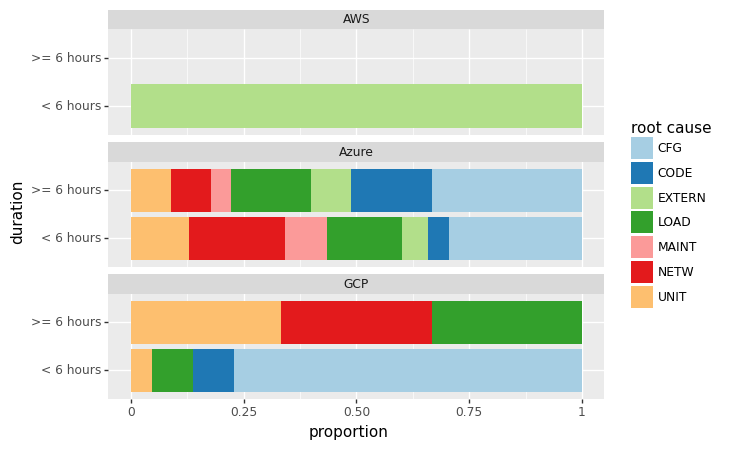 AWS
>= 6 hours
< 6 hours
Azure
>= 6 hours
< 6 hours
GCP
>= 6 hours
< 6 hours
0 0.25 0.50 0.75 1
proportion
duration
root cause
CFG
CODE
EXTERN
LOAD
MAINT
NETW
UNIT